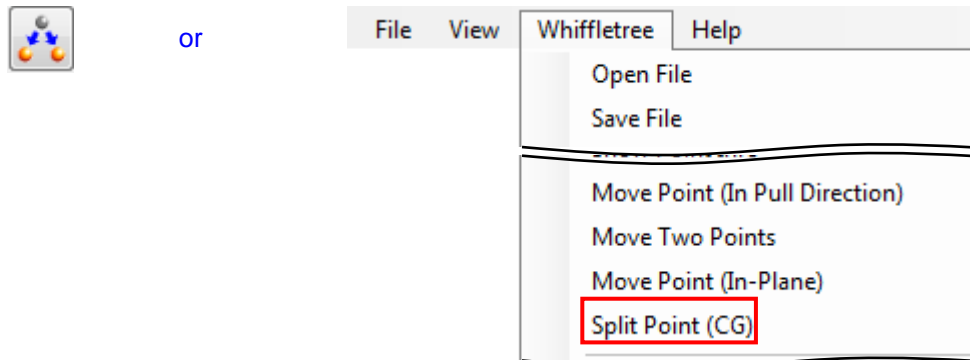 or
File View Whiffletree Help
Open File
Save File
Move Point (In Pull Direction)
Move Two Points
Move Point (In-Plane)
Split Point (CG)